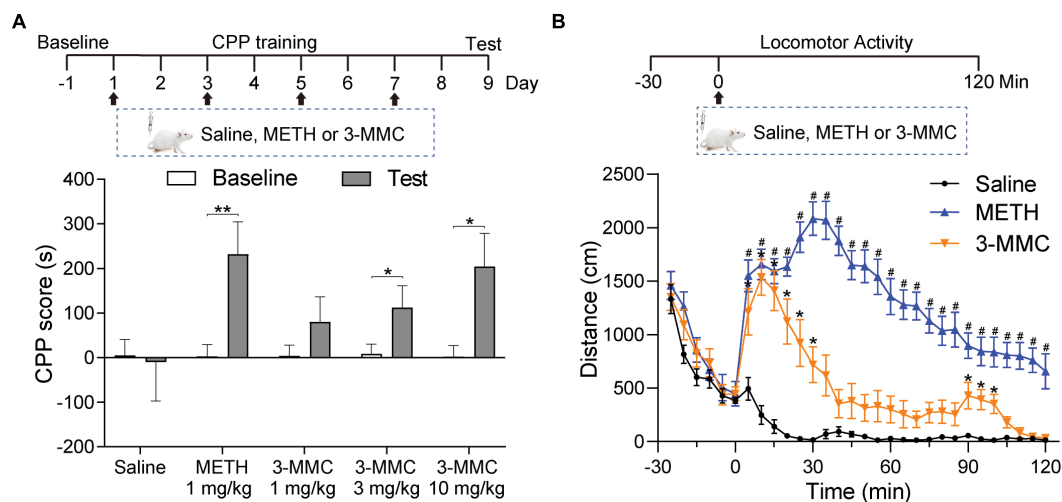 A
Baseline CPP training Test
-1 1 2 3 4 5 6 7 8 9 Day
Saline, METH or 3-MMC
Baseline Test
CPP score (s)
400
300
200
100
0
-100
-200
** * *
Saline METH 3-MMC 3-MMC 3-MMC
1 mg/kg 1 mg/kg 3 mg/kg 10 mg/kg
B
Locomotor Activity
-30 0 120 Min
Saline, METH or 3-MMC
Saline
METH
3-MMC
Distance (cm)
2500
2000
1500
1000
500
0
# # # # # # # # # # # # # # # # # # # # # # # #
* * * * * * * * *
-30 0 30 60 90 120
Time (min)